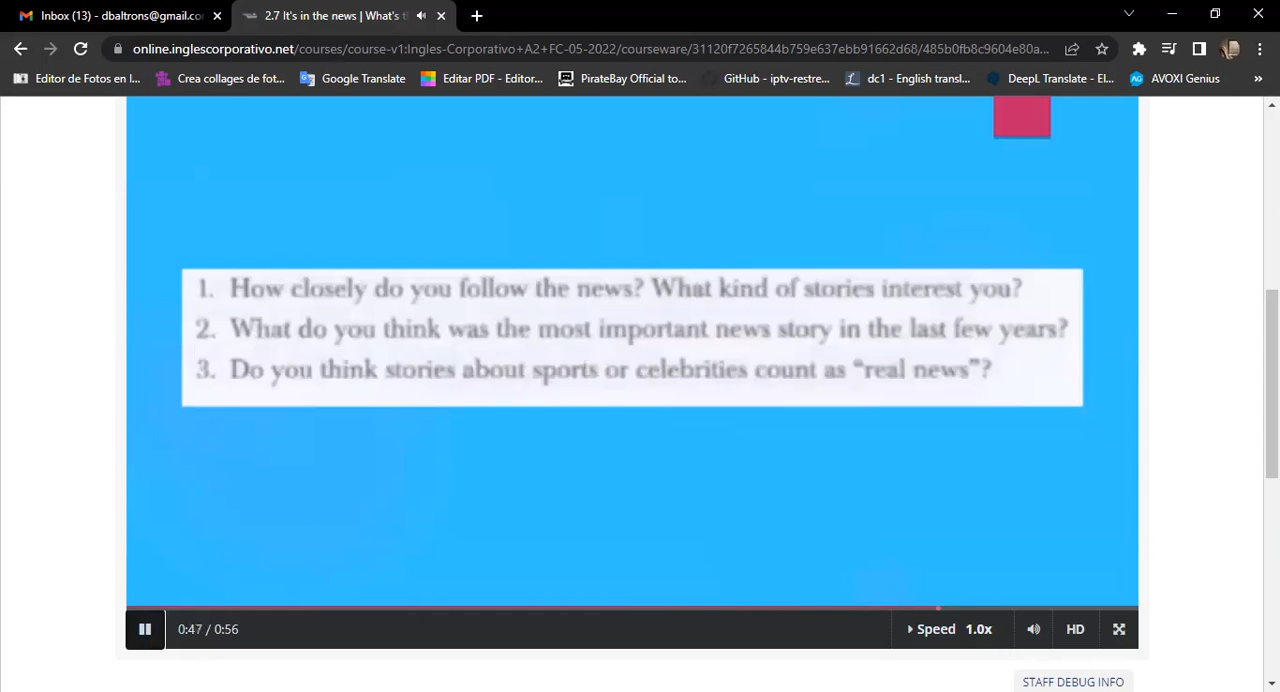 Inbox (13) - dbaltrons@gmail.co
2.7 It's in the news | What's t
online.inglescorporativo.net/courses/course-v1:Ingles-Corporativo+A2+FC-05-2022/courseware/31120f7265844b759e637ebb91662d68/485b0fb8c9604e80a...
Editor de Fotos en l...
Crea collages de fot...
Google Translate
Editar PDF - Editor...
PirateBay Official to...
GitHub - iptv-restre...
dc1 - English transl...
DeepL Translate - El...
AVOXI Genius
»
1. How closely do you follow the news? What kind of stories interest you?
2. What do you think was the most important news story in the last few years?
3. Do you think stories about sports or celebrities count as “real news”?
0:47 / 0:56
Speed 1.0x
HD
STAFF DEBUG INFO